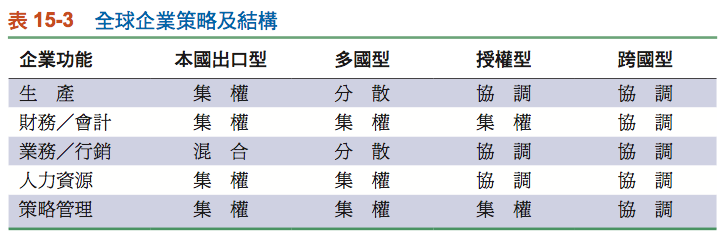 表 15-3 全球企業策略及結構
企業功能 本國出口型 多國型 授權型 跨國型
生 產 集 權 分 散 協 調 協 調
財務／會計 集 權 集 權 集 權 協 調
業務／行銷 混 合 分 散 協 調 協 調
人力資源 集 權 集 權 協 調 協 調
策略管理 集 權 集 權 集 權 協 調